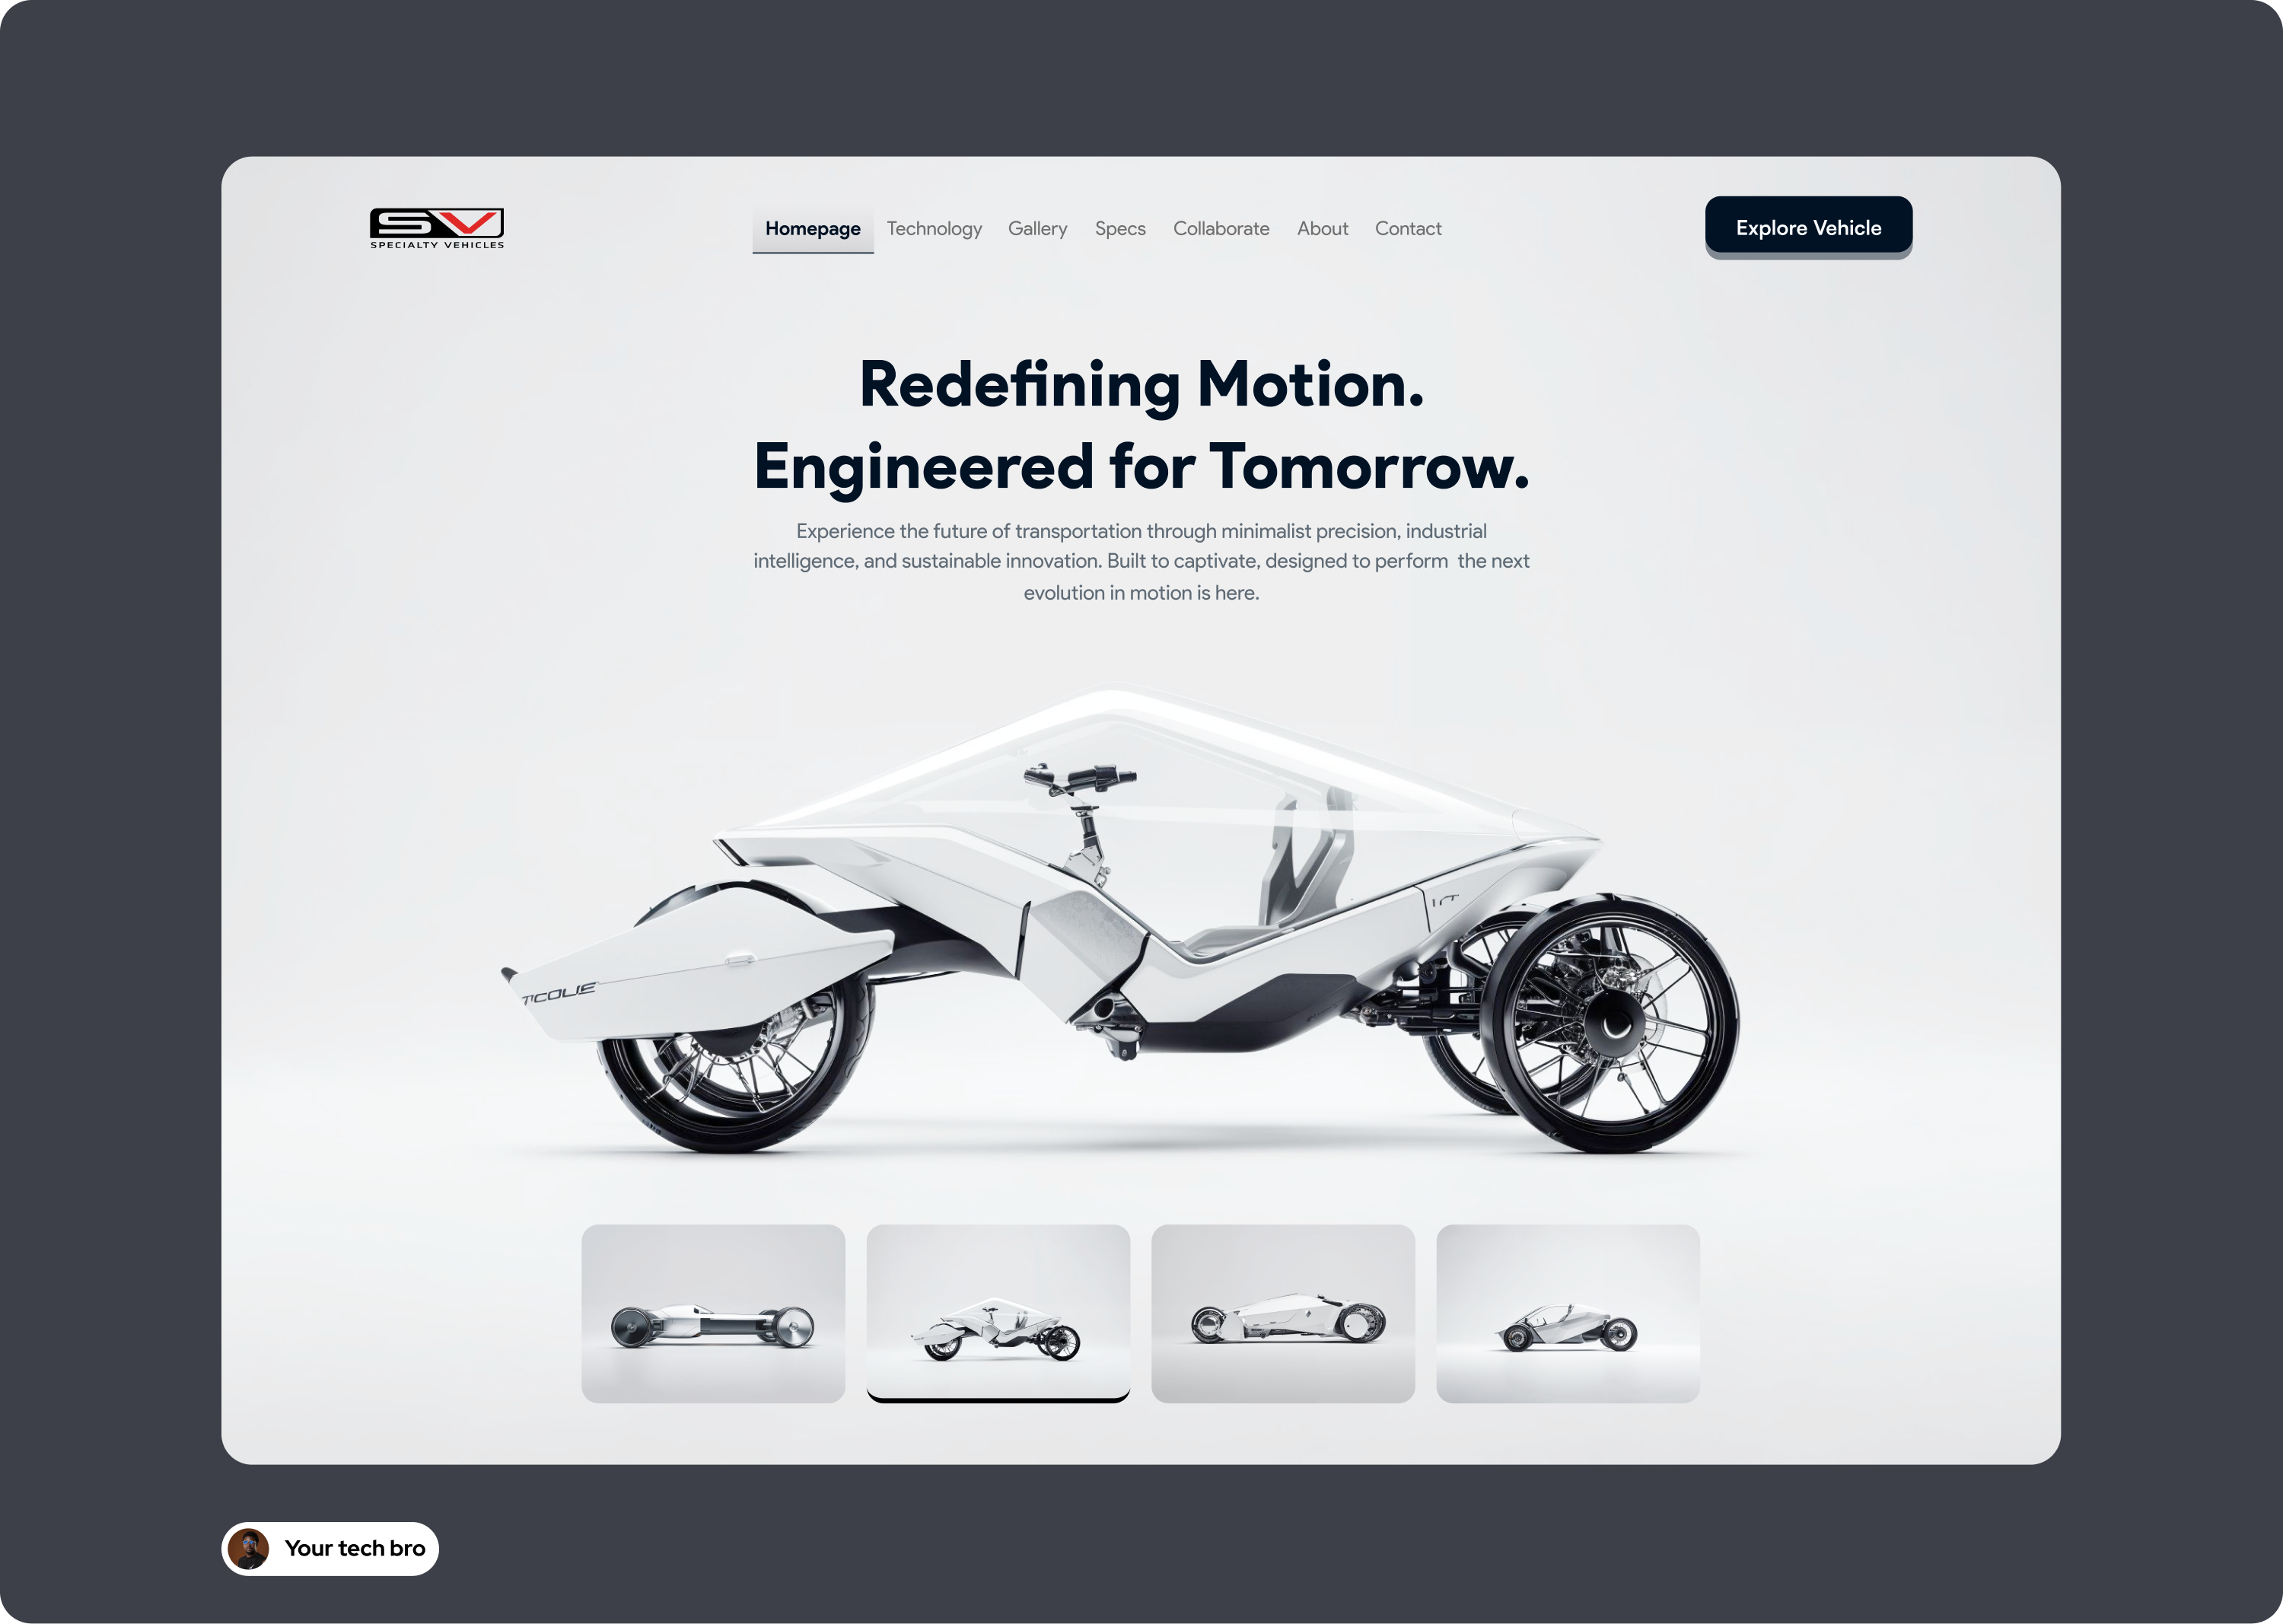 SV
SPECIALTY VEHICLES
Homepage Technology Gallery Specs Collaborate About Contact
Explore Vehicle
Redefining Motion.
Engineered for Tomorrow.
Experience the future of transportation through minimalist precision, industrial
intelligence, and sustainable innovation. Built to captivate, designed to perform  the next
evolution in motion is here.
Your tech bro